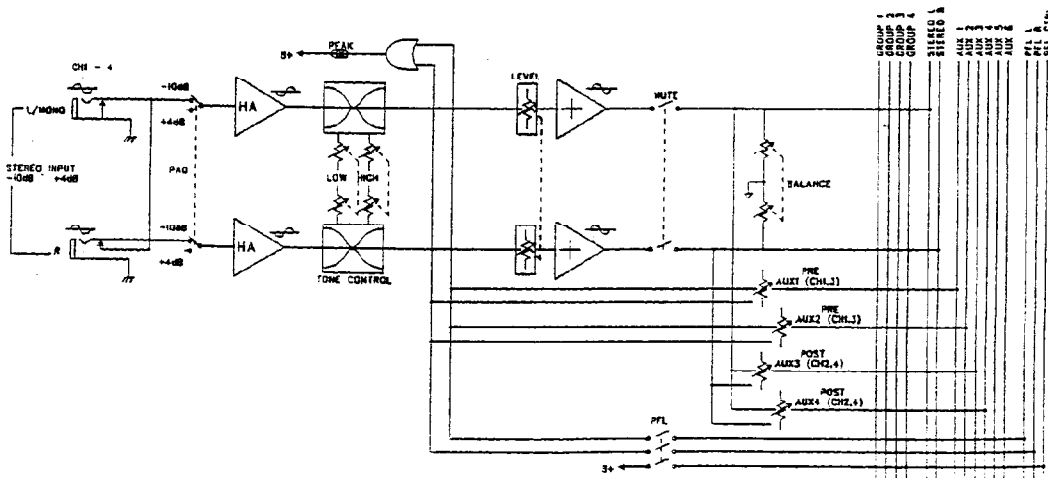 GROUP 1
GROUP 2
GROUP 3
GROUP 4
STEREO L
STEREO R
AUX 1
AUX 2
AUX 3
AUX 4
AUX 5
AUX 6
PFL L
PFL R
PEAK
CH1 - 4
-10dB
LEVEL
L/MONO
HA
MUTE
+4dB
STEREO INPUT
-10dB +4dB
PAD
LOW HIGH
BALANCE
-10dB
R
HA
+4dB
TONE CONTROL
PRE
AUX1 (CH1,3)
PRE
AUX2 (CH1,3)
POST
AUX3 (CH2,4)
POST
AUX4 (CH2,4)
PFL